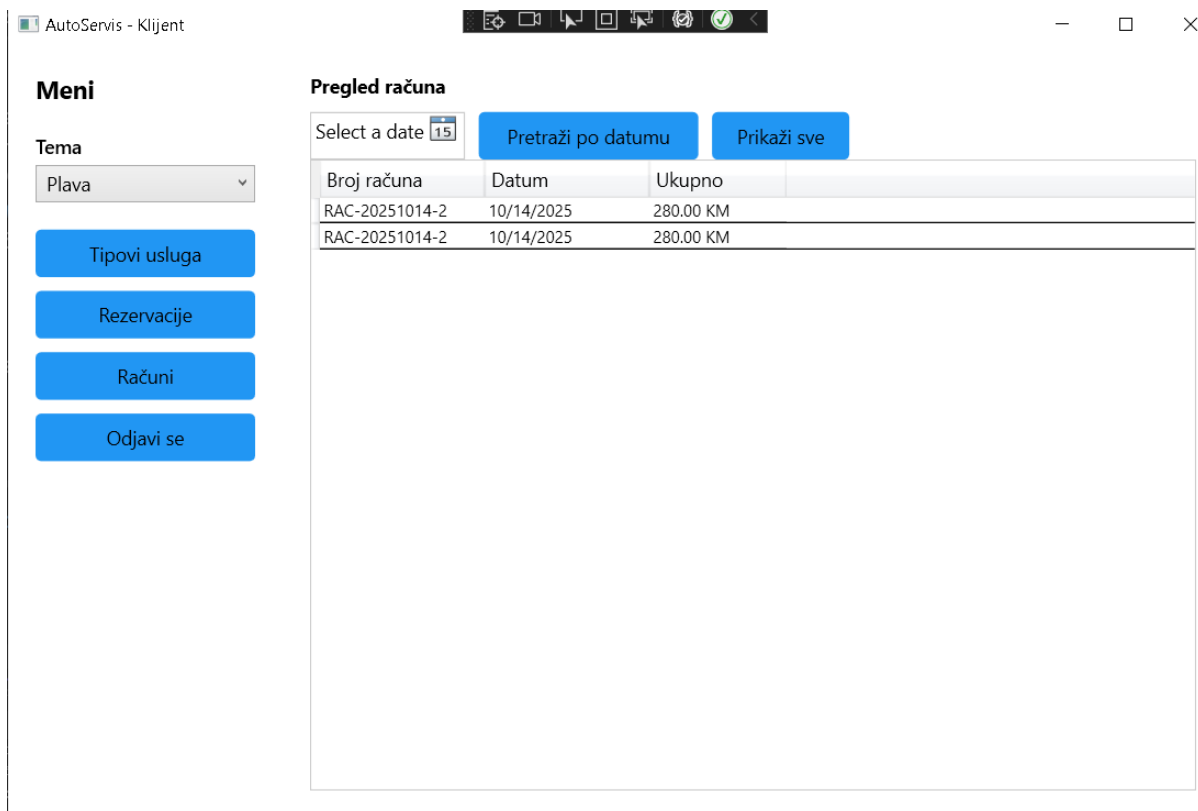 AutoServis - Klijent
Meni
Tema
Plava
Tipovi usluga
Rezervacije
Računi
Odjavi se
Pregled računa
Select a date 15 Pretraži po datumu Prikaži sve
Broj računa Datum Ukupno
RAC-20251014-2 10/14/2025 280.00 KM
RAC-20251014-2 10/14/2025 280.00 KM